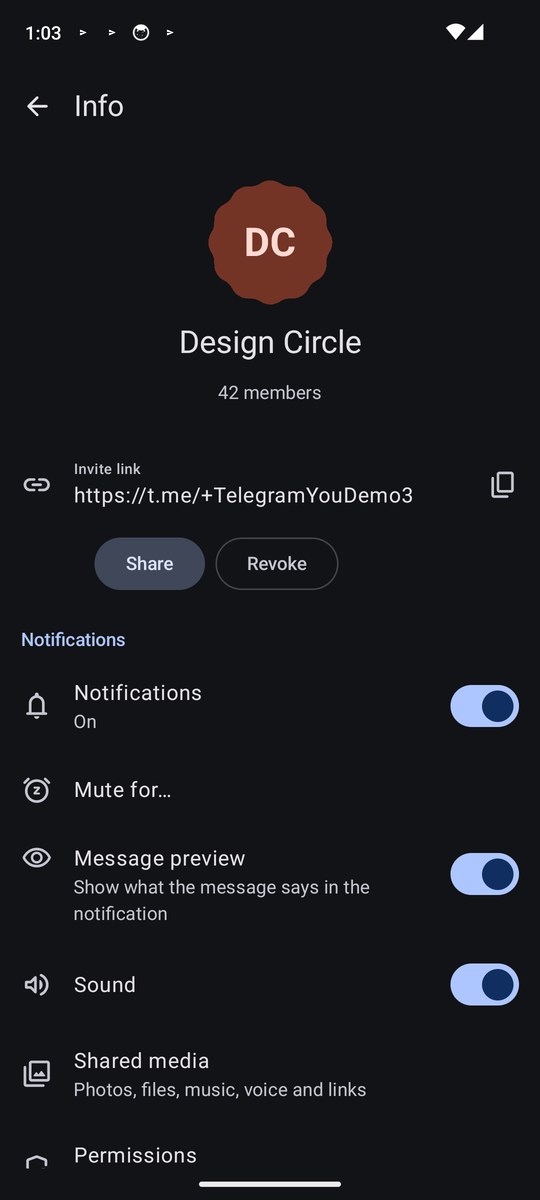 1:03
Info
DC
Design Circle
42 members
Invite link
https://t.me/+TelegramYouDemo3
Share
Revoke
Notifications
Notifications
On
Mute for…
Message preview
Show what the message says in the
notification
Sound
Shared media
Photos, files, music, voice and links
Permissions